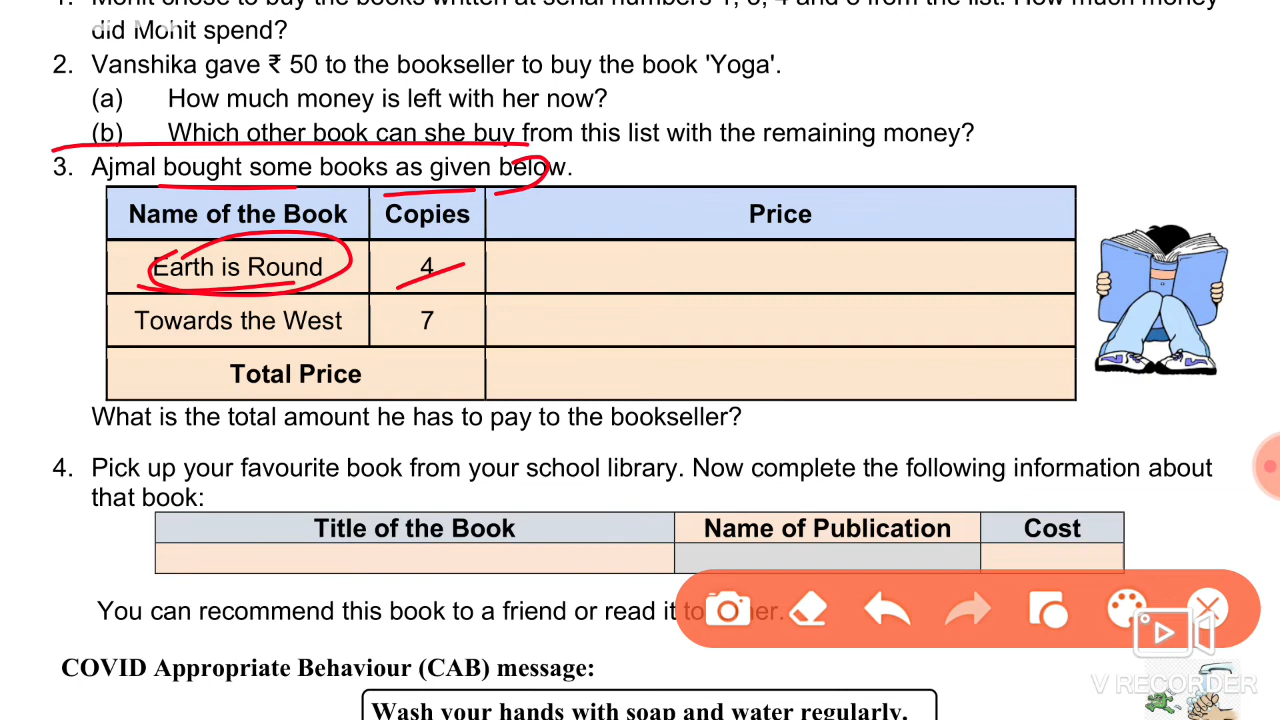 did Mohit spend?
2. Vanshika gave ₹ 50 to the bookseller to buy the book 'Yoga'.
(a) How much money is left with her now?
(b) Which other book can she buy from this list with the remaining money?
3. Ajmal bought some books as given below.
Name of the Book Copies Price
Earth is Round 4
Towards the West 7
Total Price
What is the total amount he has to pay to the bookseller?
4. Pick up your favourite book from your school library. Now complete the following information about
that book:
Title of the Book Name of Publication Cost
You can recommend this book to a friend or read it to her.
COVID Appropriate Behaviour (CAB) message:
Wash your hands with soap and water regularly.
V RECORDER